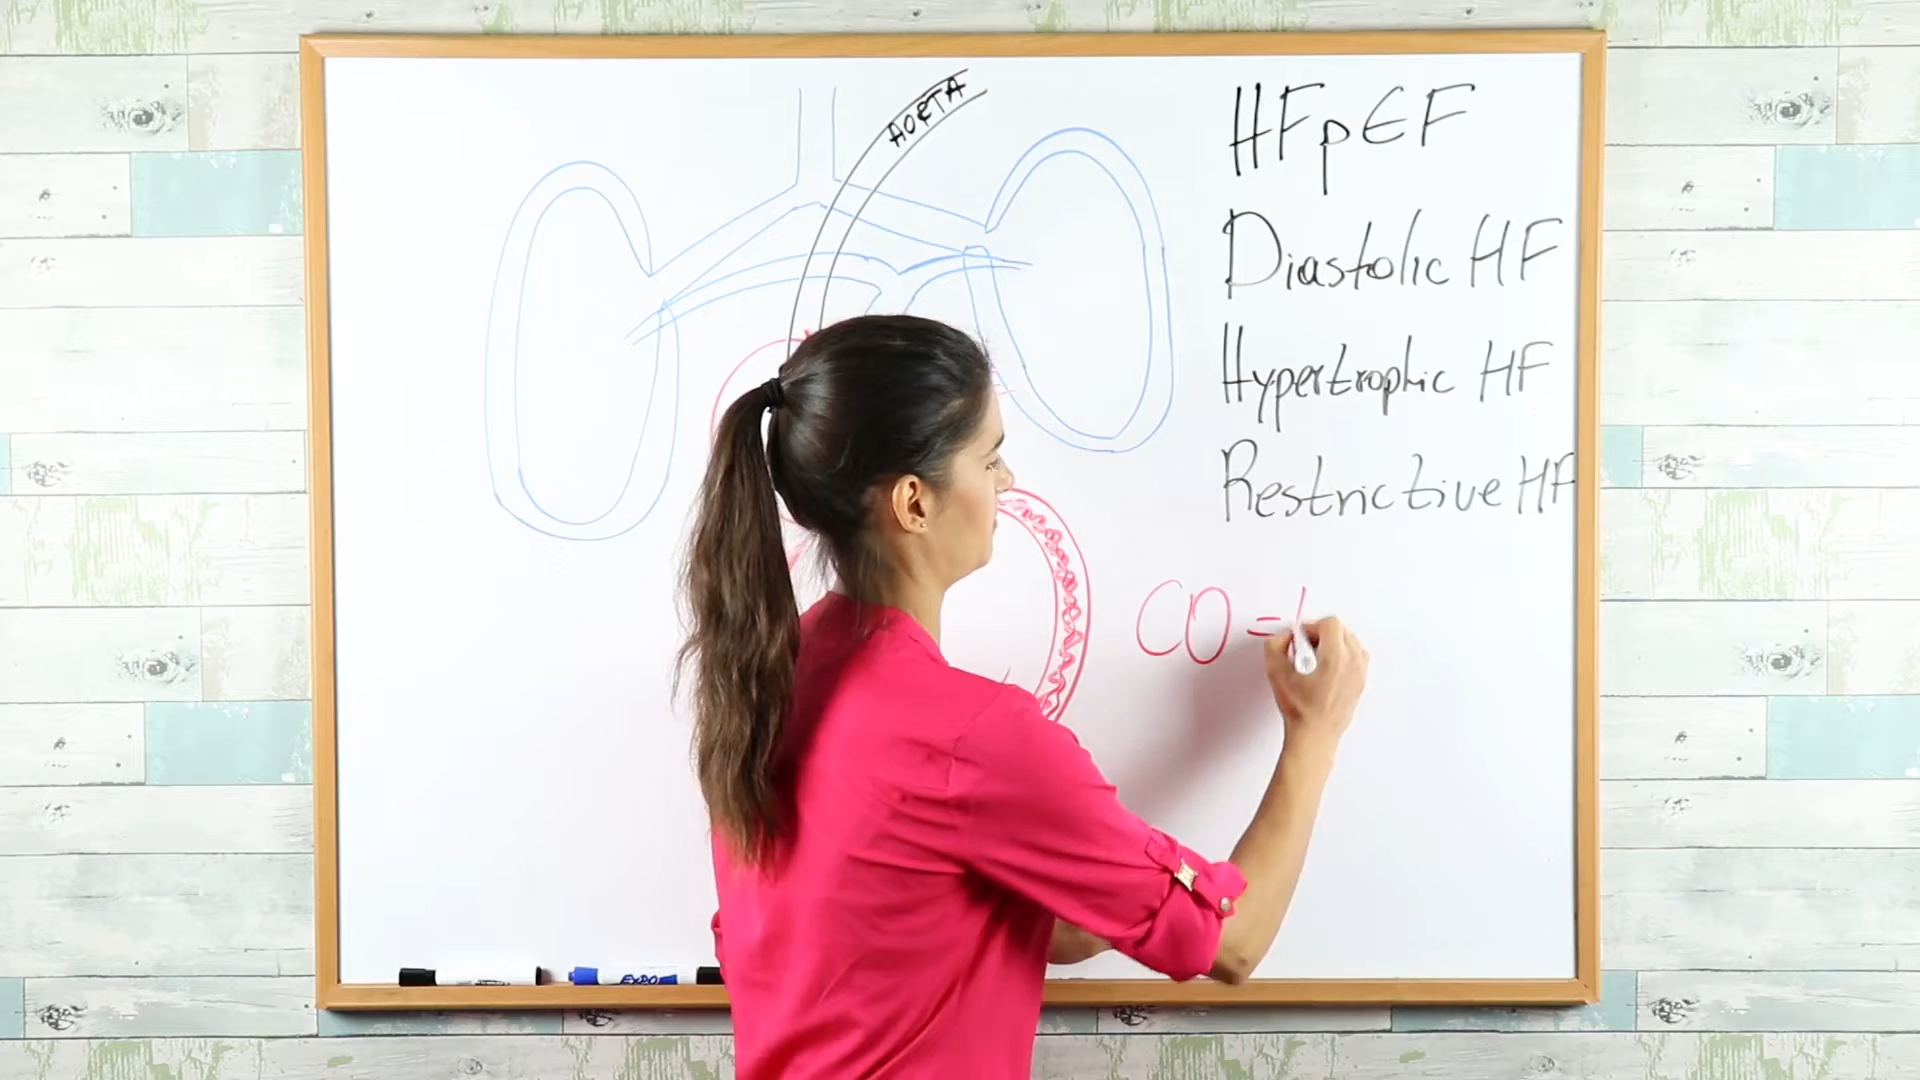 AORTA
HFpEF
Diastolic HF
Hypertrophic HF
Restrictive HF
CO =
EXPO